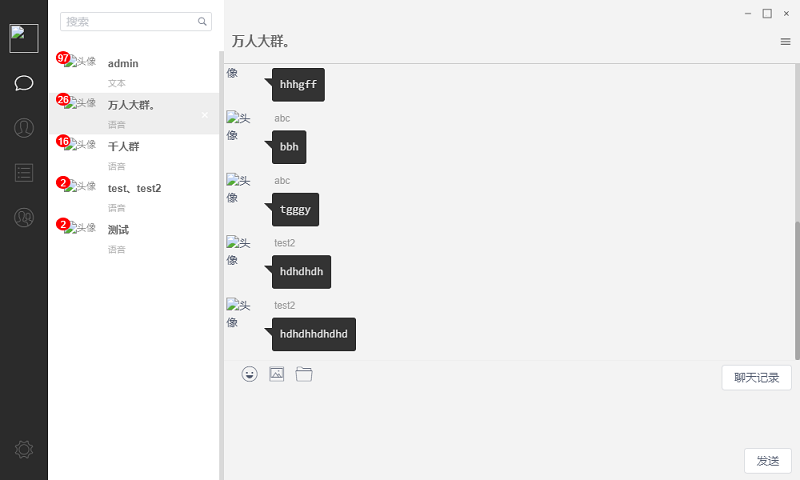 搜索
97
头像
admin
文本
26
头像
万人大群。
语音
16
头像
千人群
语音
2
头像
test、test2
语音
2
头像
测试
语音
万人大群。
像
hhhgff
头
像
abc
bbh
头
像
abc
tgggy
头
像
test2
hdhdhdh
头
像
test2
hdhdhhdhdhd
聊天记录
发送